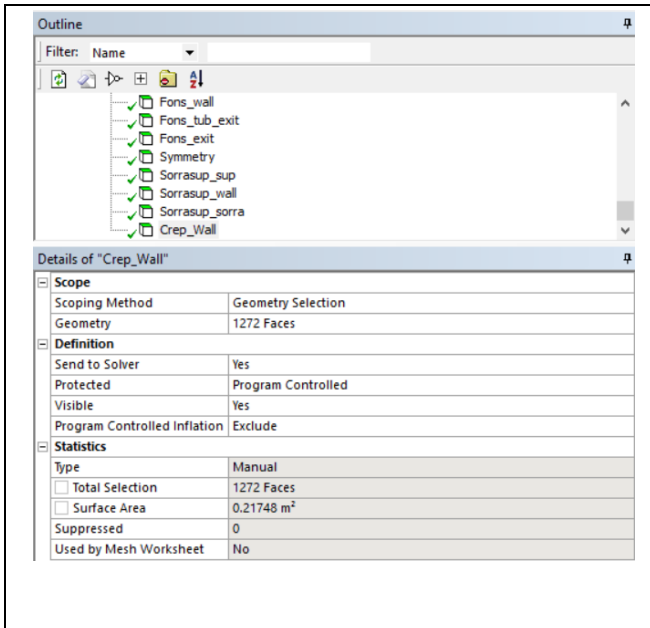 Outline
Filter: Name
Fons_wall
Fons_tub_exit
Fons_exit
Symmetry
Sorrasup_sup
Sorrasup_wall
Sorrasup_sorra
Crep_Wall
Details of "Crep_Wall"
Scope
Scoping Method Geometry Selection
Geometry 1272 Faces
Definition
Send to Solver Yes
Protected Program Controlled
Visible Yes
Program Controlled Inflation Exclude
Statistics
Type Manual
Total Selection 1272 Faces
Surface Area 0.21748 m²
Suppressed 0
Used by Mesh Worksheet No